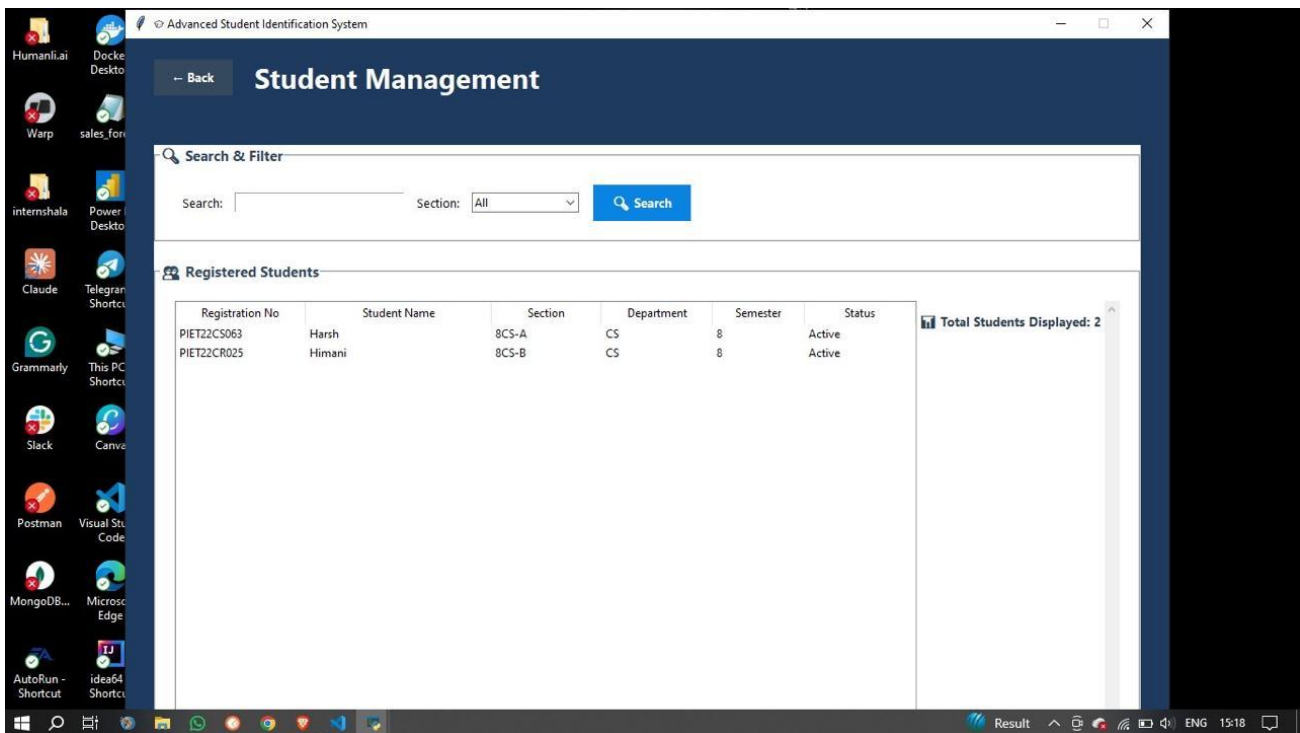 Advanced Student Identification System
← Back
Student Management
Search & Filter
Search:
Section:
All
Search
Registered Students
Registration No Student Name Section Department Semester Status
PIET22CS063 Harsh 8CS-A CS 8 Active
PIET22CR025 Himani 8CS-B CS 8 Active
Total Students Displayed: 2
Humanli.ai
Docke
Deskto
Warp
sales_for
internshala
Power
Deskto
Claude
Telegran
Shortcu
Grammarly
This PC
Shortcu
Slack
Canva
Postman
Visual Stu
Code
MongoDB...
Microso
Edge
AutoRun -
Shortcut
idea64
Shortcu
Result
ENG
15:18